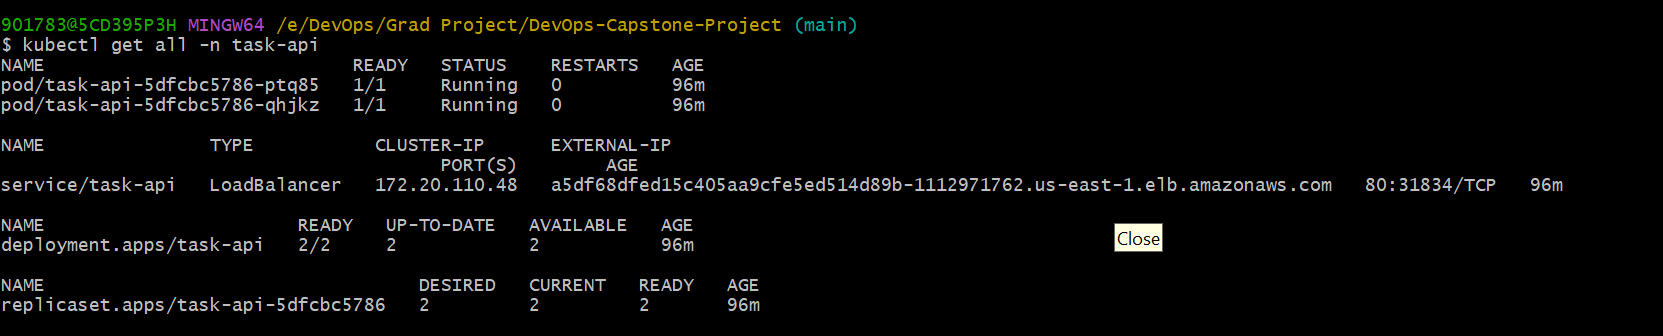 901783@5CD395P3H MINGW64 /e/DevOps/Grad Project/DevOps-Capstone-Project (main)
$ kubectl get all -n task-api
NAME                            READY   STATUS    RESTARTS   AGE
pod/task-api-5dfcbc5786-ptq85   1/1     Running   0          96m
pod/task-api-5dfcbc5786-qhjkz   1/1     Running   0          96m
NAME               TYPE           CLUSTER-IP      EXTERNAL-IP
PORT(S)        AGE
service/task-api   LoadBalancer   172.20.110.48   a5df68dfed15c405aa9cfe5ed514d89b-1112971762.us-east-1.elb.amazonaws.com   80:31834/TCP   96m
NAME                       READY   UP-TO-DATE   AVAILABLE   AGE
deployment.apps/task-api   2/2     2            2           96m
Close
NAME                                  DESIRED   CURRENT   READY   AGE
replicaset.apps/task-api-5dfcbc5786   2         2         2       96m